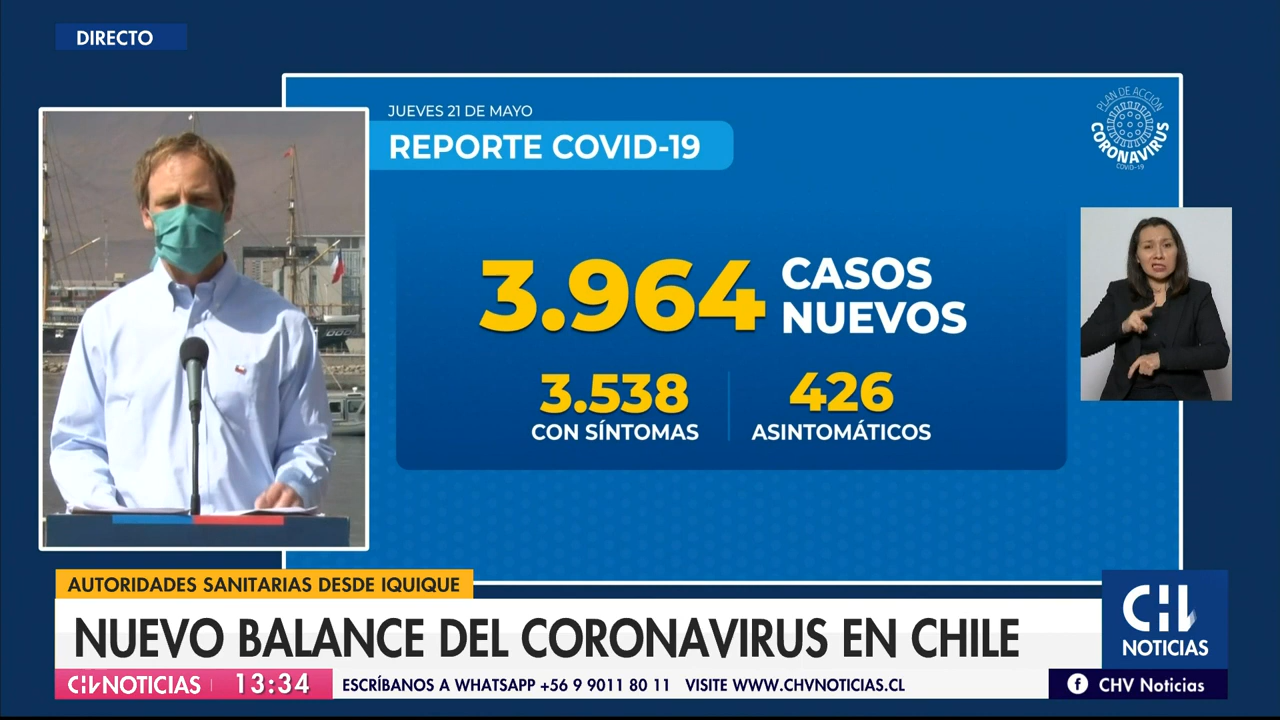 DIRECTO
JUEVES 21 DE MAYO
REPORTE COVID-19
PLAN DE ACCIÓN
CORONAVIRUS
COVID-19
3.964 CASOS NUEVOS
3.538
CON SÍNTOMAS
426
ASINTOMÁTICOS
AUTORIDADES SANITARIAS DESDE IQUIQUE
NUEVO BALANCE DEL CORONAVIRUS EN CHILE
CHV NOTICIAS
CHV NOTICIAS 13:34 ESCRÍBANOS A WHATSAPP +56 9 9011 80 11 VISITE WWW.CHVNOTICIAS.CL CHV Noticias